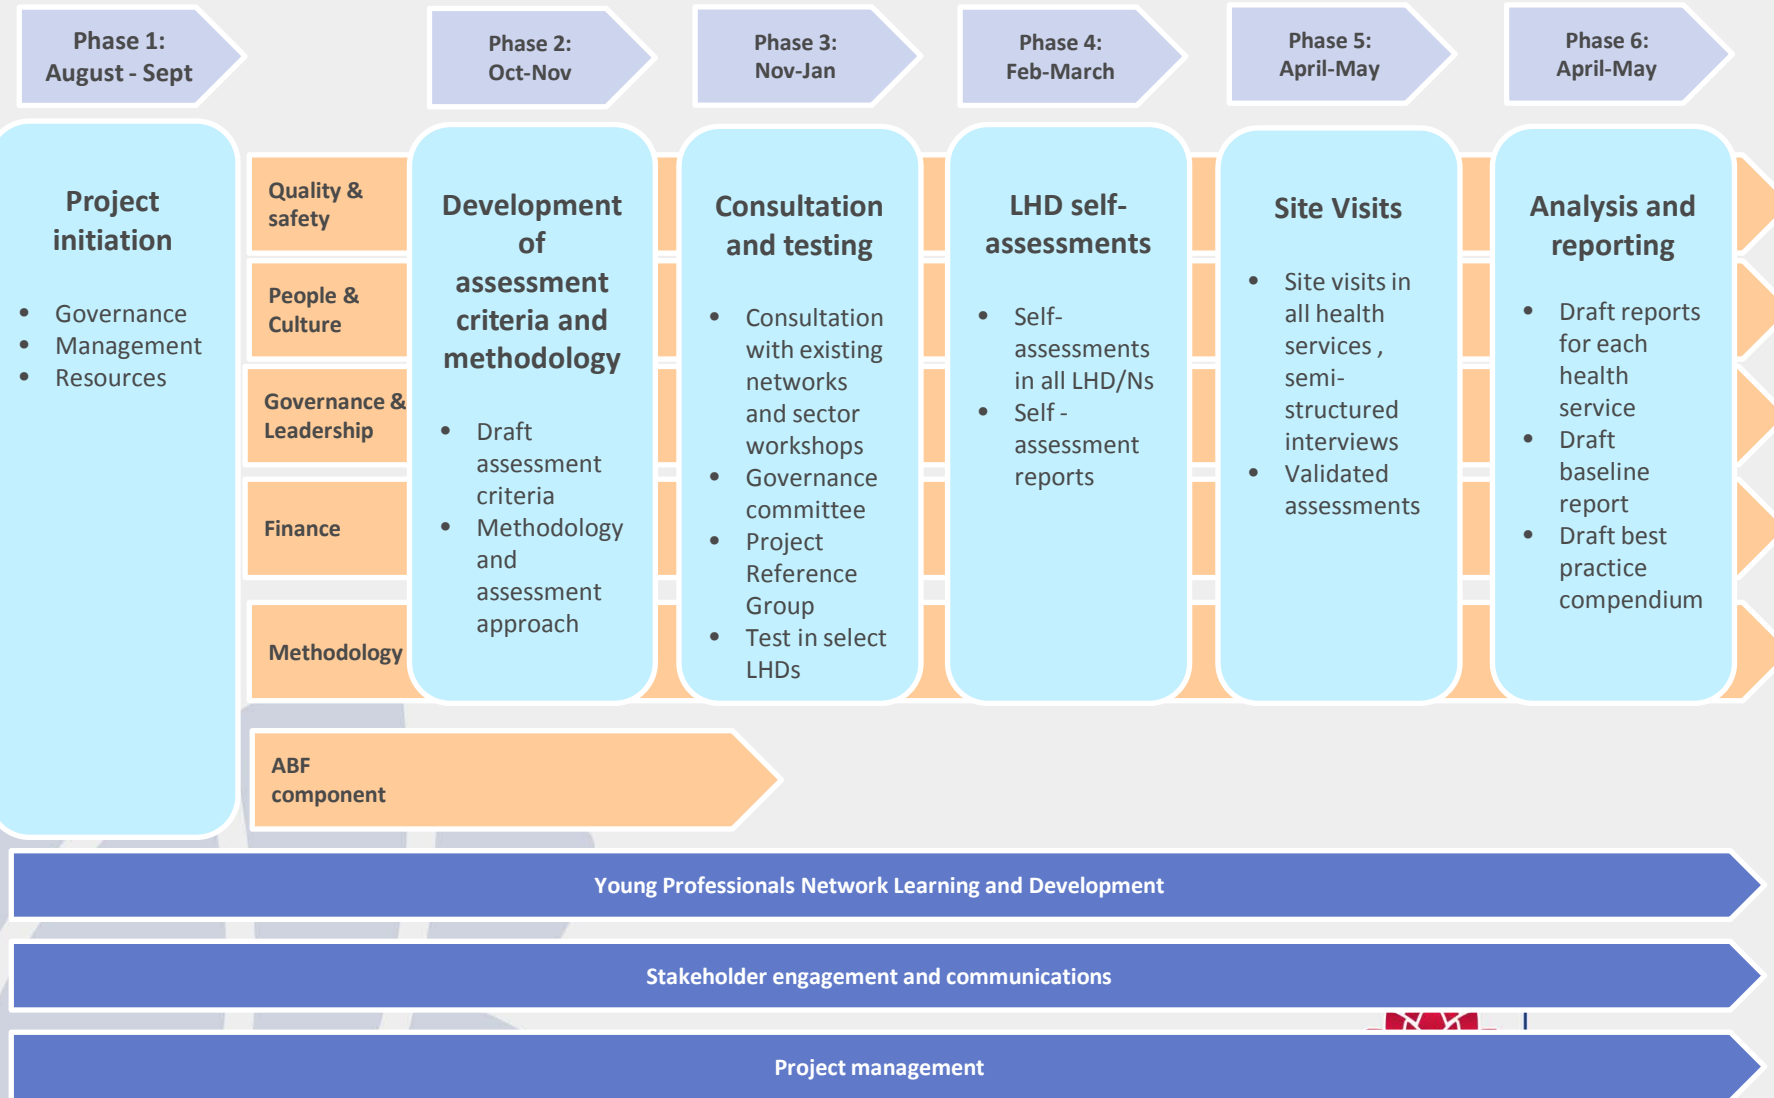 Phase 1:
August - Sept
Phase 2:
Oct-Nov
Phase 3:
Nov-Jan
Phase 4:
Feb-March
Phase 5:
April-May
Phase 6:
April-May
Project
initiation
• Governance
• Management
• Resources
Quality &
safety
People &
Culture
Governance &
Leadership
Finance
Methodology
ABF
component
Development
of
assessment
criteria and
methodology
• Draft
assessment
criteria
• Methodology
and
assessment
approach
Consultation
and testing
• Consultation
with existing
networks
and sector
workshops
• Governance
committee
• Project
Reference
Group
• Test in select
LHDs
LHD self-
assessments
• Self-
assessments
in all LHD/Ns
• Self -
assessment
reports
Site Visits
• Site visits in
all health
services ,
semi-
structured
interviews
• Validated
assessments
Analysis and
reporting
• Draft reports
for each
health
service
• Draft
baseline
report
• Draft best
practice
compendium
Young Professionals Network Learning and Development
Stakeholder engagement and communications
Project management